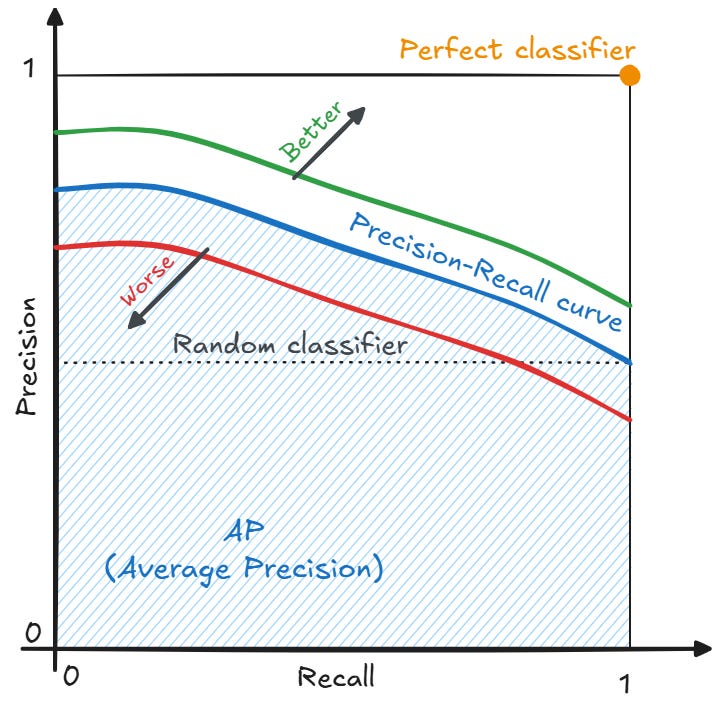 Perfect classifier
1
Better
Precision-Recall curve
Worse
Random classifier
Precision
AP
(Average Precision)
0
0
Recall
1